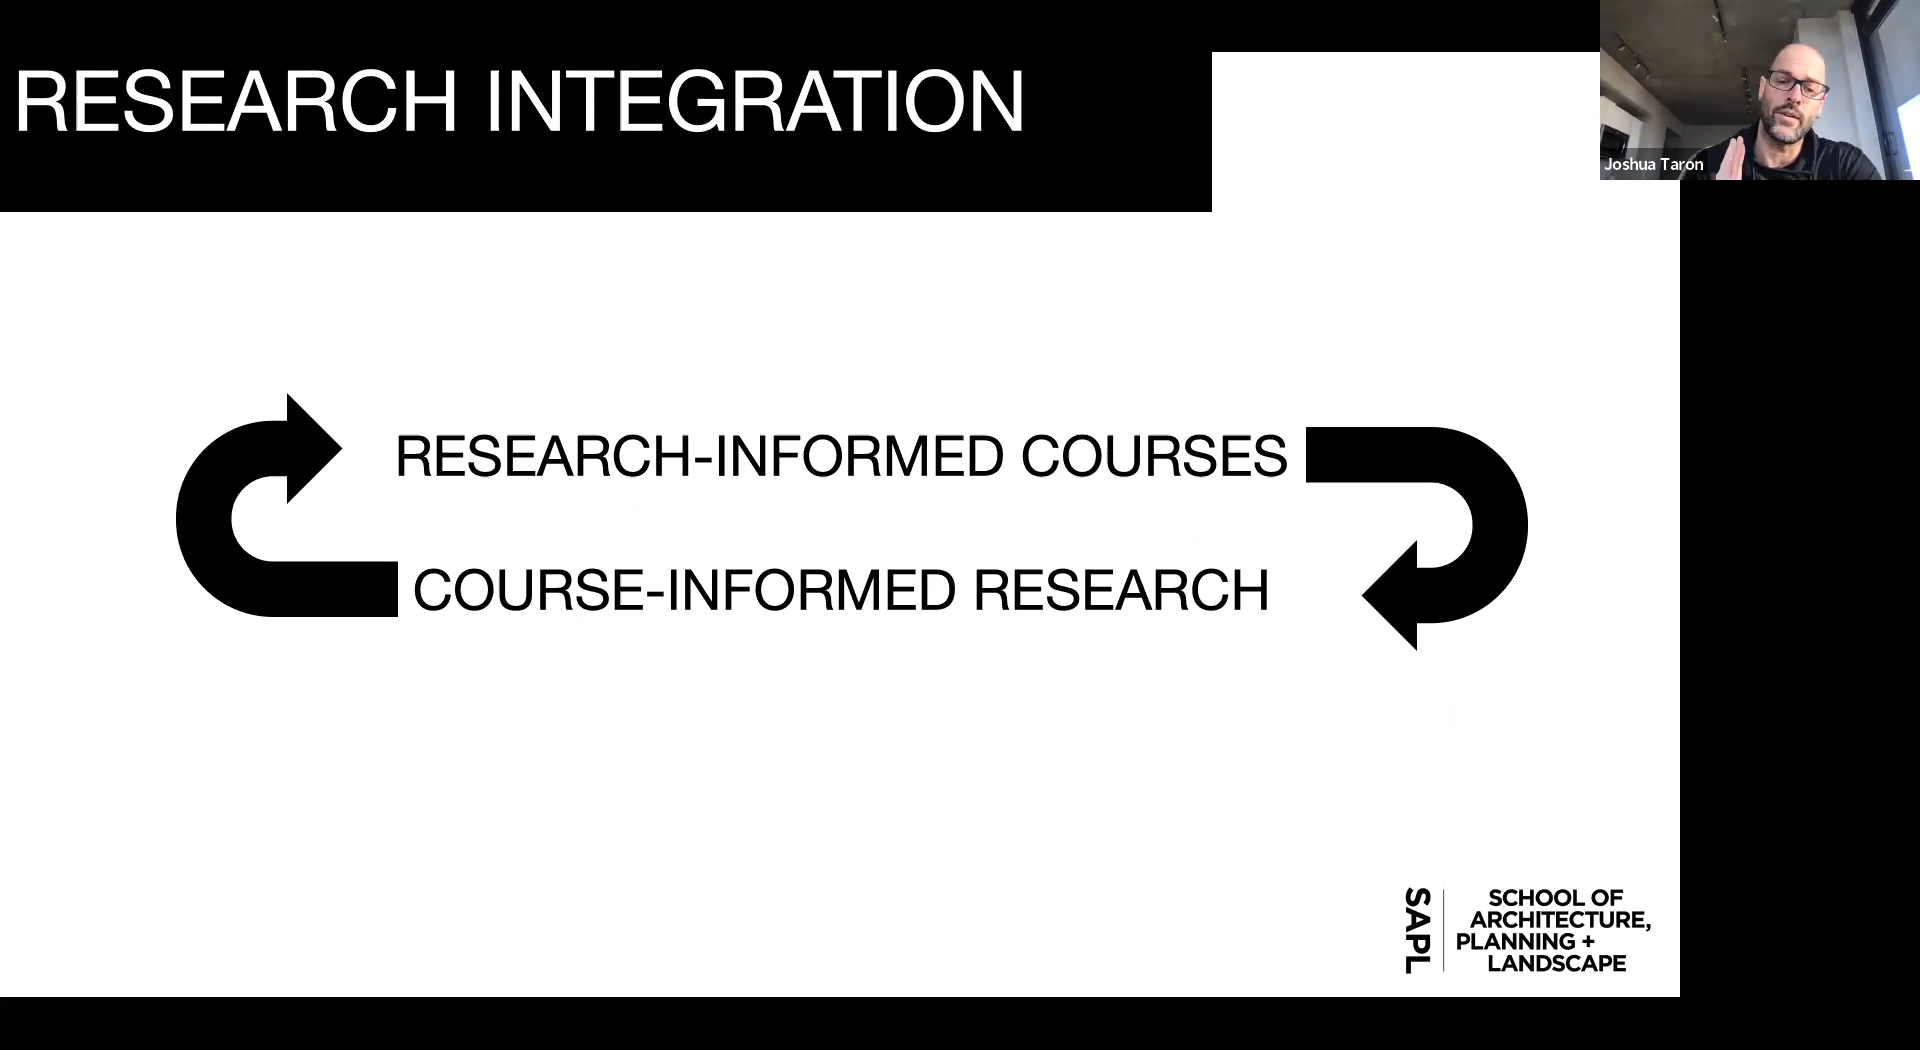 RESEARCH INTEGRATION
Joshua Taron
RESEARCH-INFORMED COURSES
COURSE-INFORMED RESEARCH
SAPL
SCHOOL OF
ARCHITECTURE,
PLANNING +
LANDSCAPE